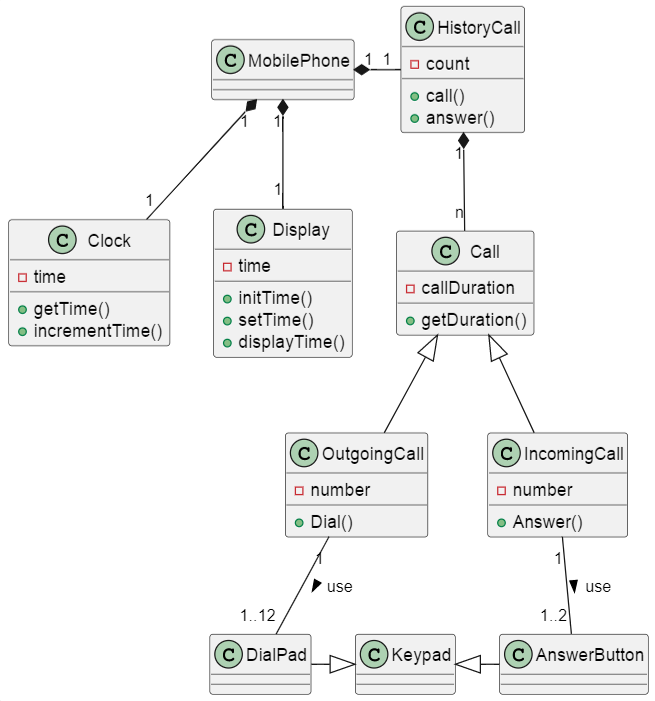 C HistoryCall
count
call()
answer()
C MobilePhone
1 1
1
1
1
1
1
n
C Clock
time
getTime()
incrementTime()
C Display
time
initTime()
setTime()
displayTime()
C Call
callDuration
getDuration()
C OutgoingCall
number
Dial()
C IncomingCall
number
Answer()
1
use
1..12
1
use
1..2
C DialPad
C Keypad
C AnswerButton